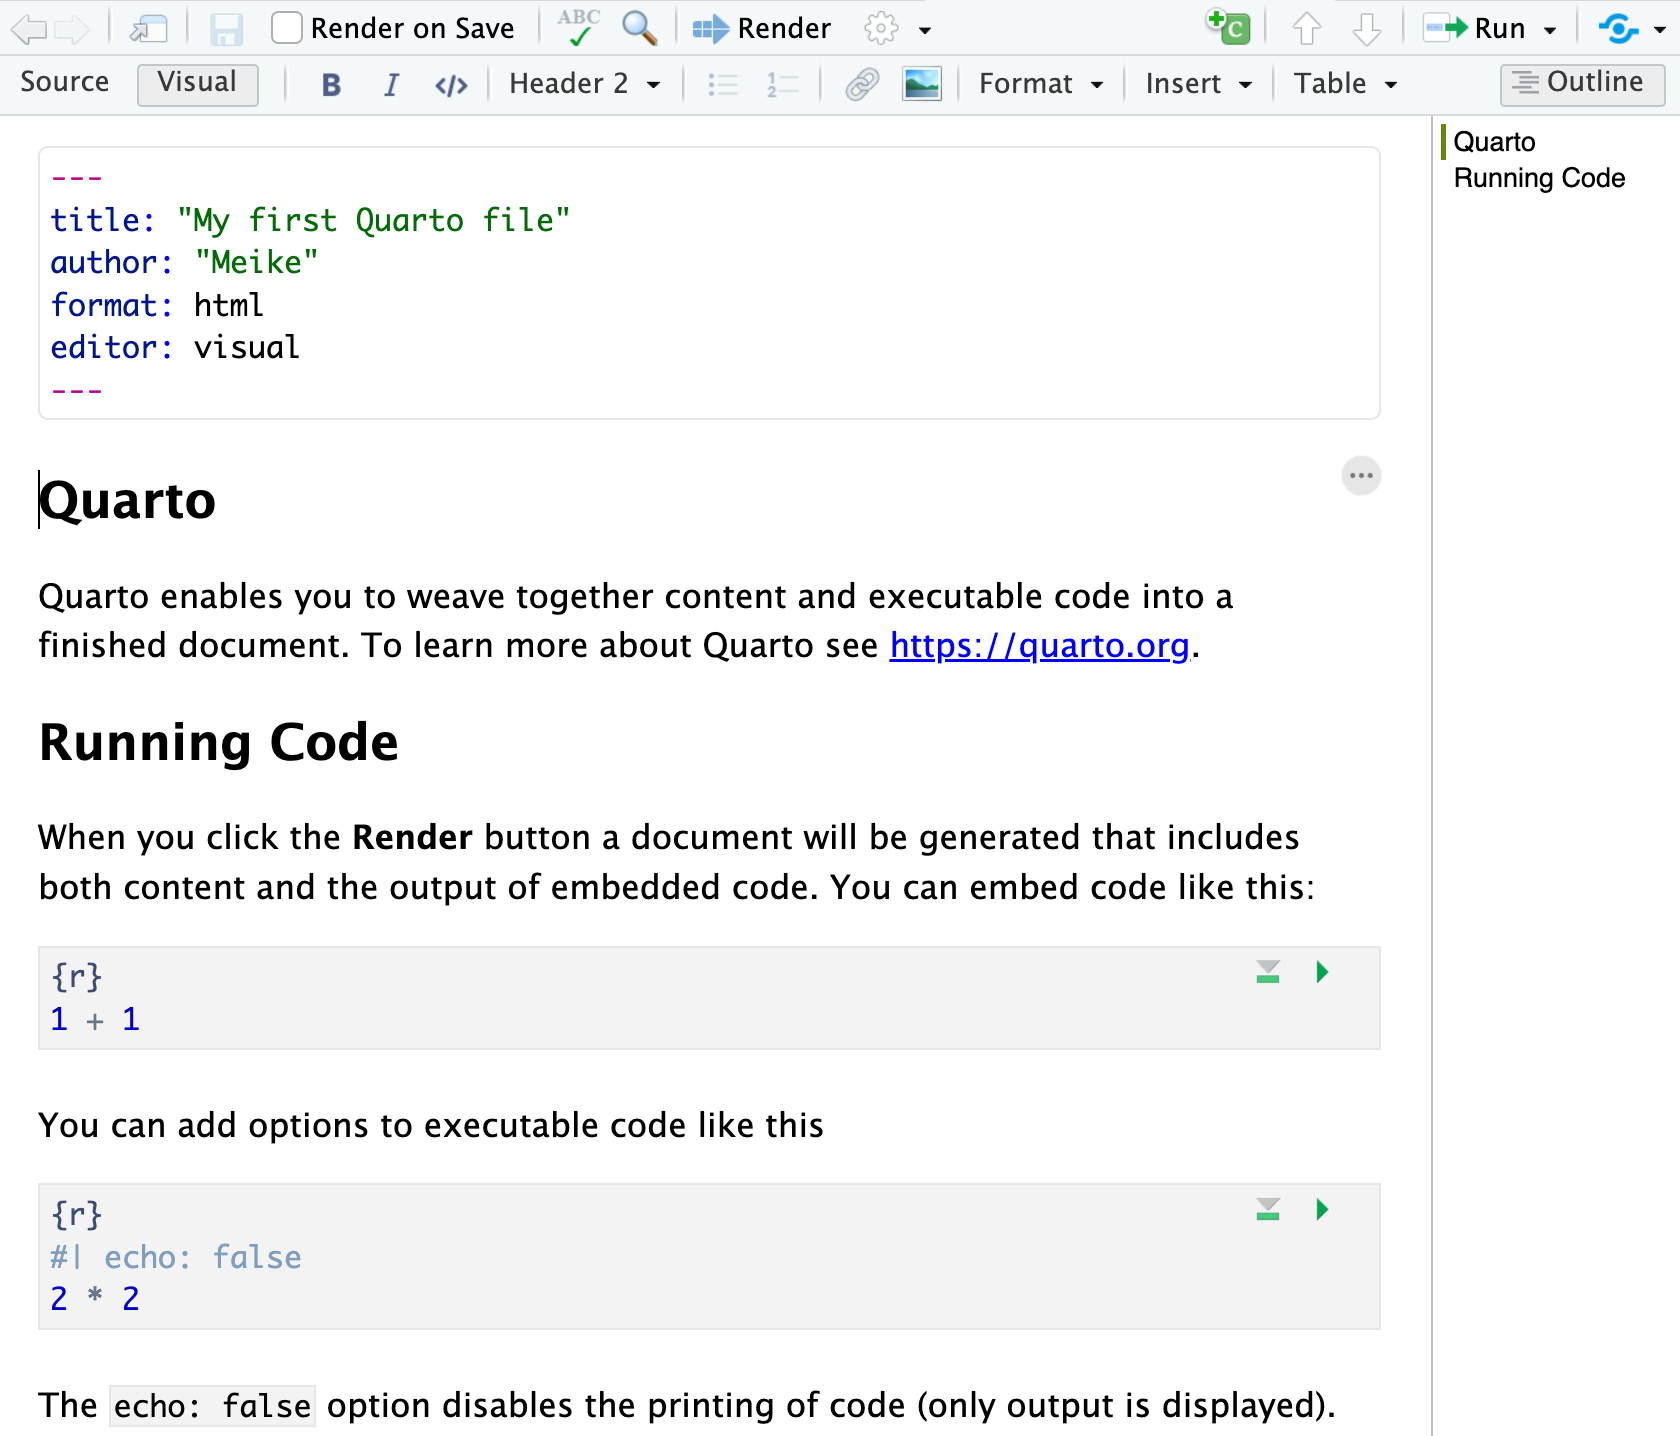 Render on Save ABC Render C Run
Source Visual B I </> Header 2 Format Insert Table Outline
---
title: "My first Quarto file"
author: "Meike"
format: html
editor: visual
---
Quarto
Quarto enables you to weave together content and executable code into a
finished document. To learn more about Quarto see https://quarto.org.
Running Code
When you click the Render button a document will be generated that includes
both content and the output of embedded code. You can embed code like this:
{r}
1 + 1
You can add options to executable code like this
{r}
#| echo: false
2 * 2
The echo: false option disables the printing of code (only output is displayed).
Quarto
Running Code